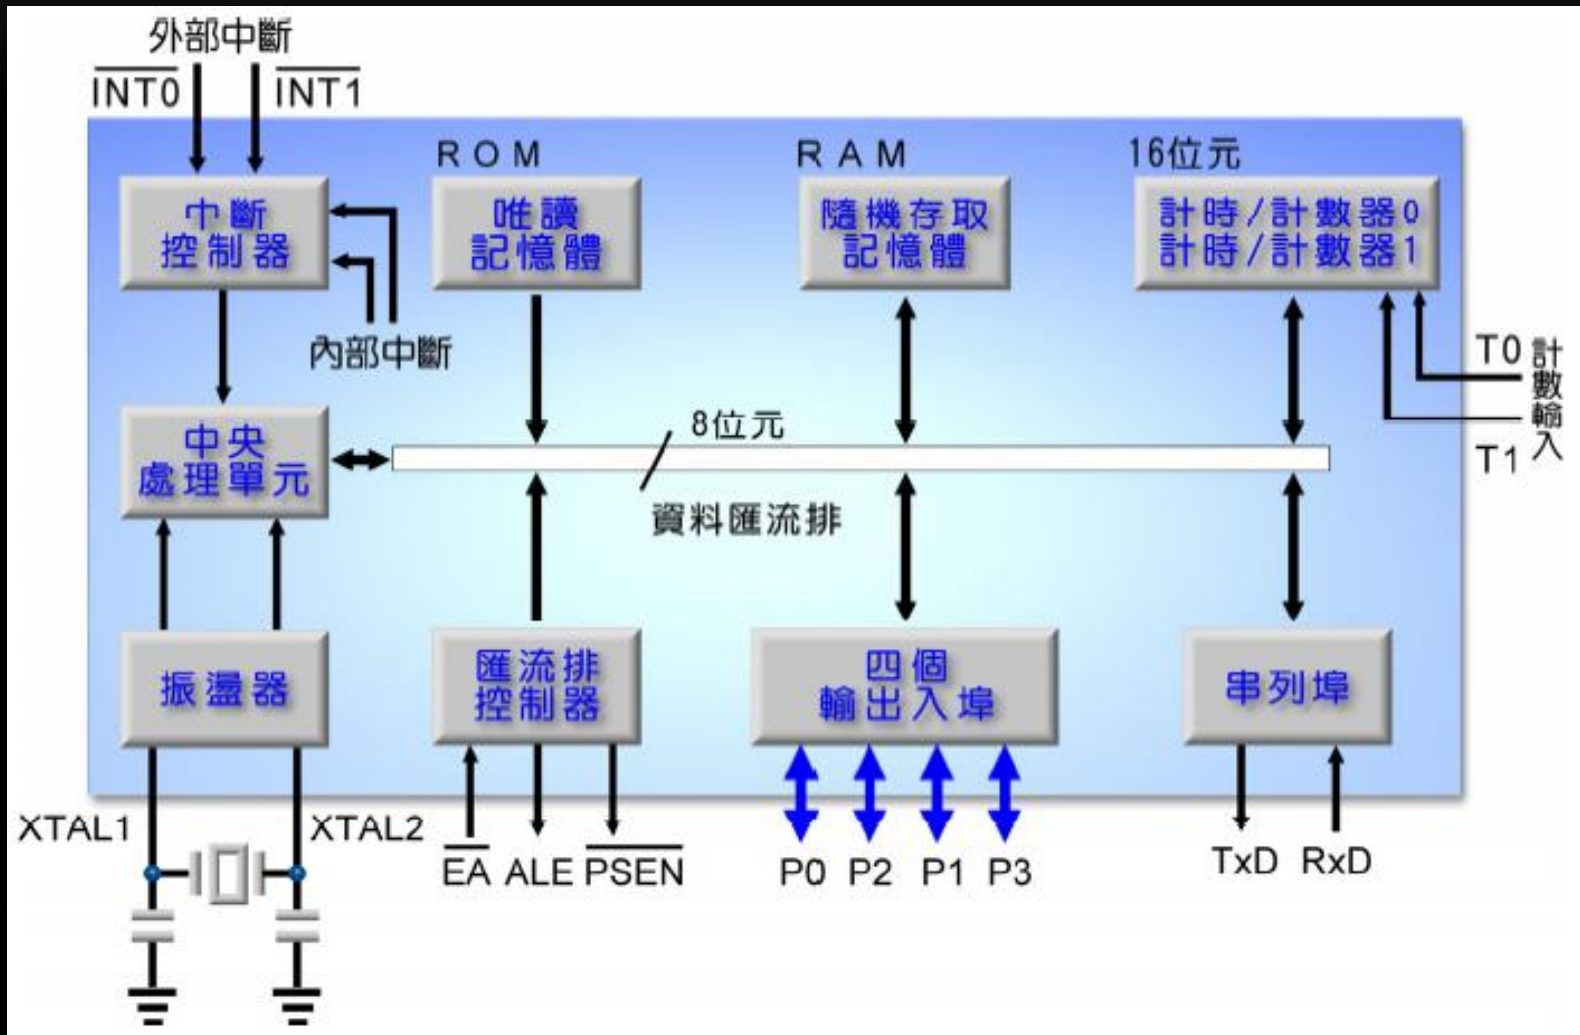 外部中斷
INT0
INT1
ROM
RAM
16位元
中斷
控制器
唯讀
記憶體
隨機存取
記憶體
計時/計數器0
計時/計數器1
內部中斷
T0
計數輸入
T1
8位元
中央
處理單元
資料匯流排
振盪器
匯流排
控制器
四個
輸出入埠
串列埠
XTAL1
XTAL2
EA
ALE
PSEN
P0
P2
P1
P3
TxD
RxD